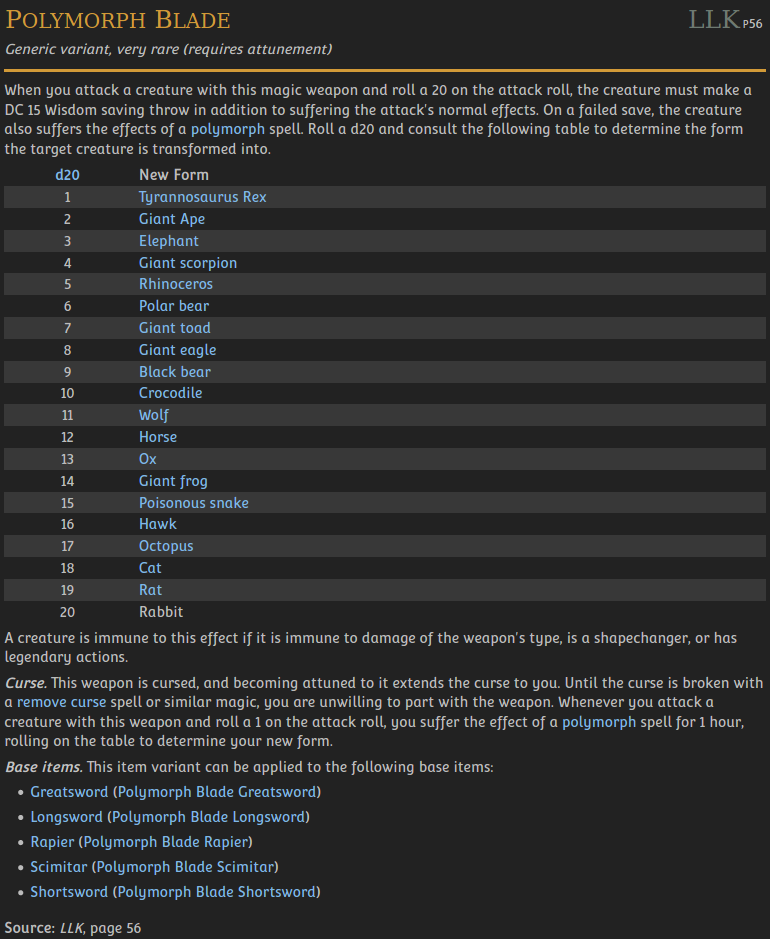 Polymorph Blade LLK P56
Generic variant, very rare (requires attunement)
When you attack a creature with this magic weapon and roll a 20 on the attack roll, the creature must make a
DC 15 Wisdom saving throw in addition to suffering the attack's normal effects. On a failed save, the creature
also suffers the effects of a polymorph spell. Roll a d20 and consult the following table to determine the form
the target creature is transformed into.
d20 New Form
1 Tyrannosaurus Rex
2 Giant Ape
3 Elephant
4 Giant scorpion
5 Rhinoceros
6 Polar bear
7 Giant toad
8 Giant eagle
9 Black bear
10 Crocodile
11 Wolf
12 Horse
13 Ox
14 Giant frog
15 Poisonous snake
16 Hawk
17 Octopus
18 Cat
19 Rat
20 Rabbit
A creature is immune to this effect if it is immune to damage of the weapon's type, is a shapechanger, or has
legendary actions.
Curse. This weapon is cursed, and becoming attuned to it extends the curse to you. Until the curse is broken with
a remove curse spell or similar magic, you are unwilling to part with the weapon. Whenever you attack a
creature with this weapon and roll a 1 on the attack roll, you suffer the effect of a polymorph spell for 1 hour,
rolling on the table to determine your new form.
Base items. This item variant can be applied to the following base items:
• Greatsword (Polymorph Blade Greatsword)
• Longsword (Polymorph Blade Longsword)
• Rapier (Polymorph Blade Rapier)
• Scimitar (Polymorph Blade Scimitar)
• Shortsword (Polymorph Blade Shortsword)
Source: LLK, page 56